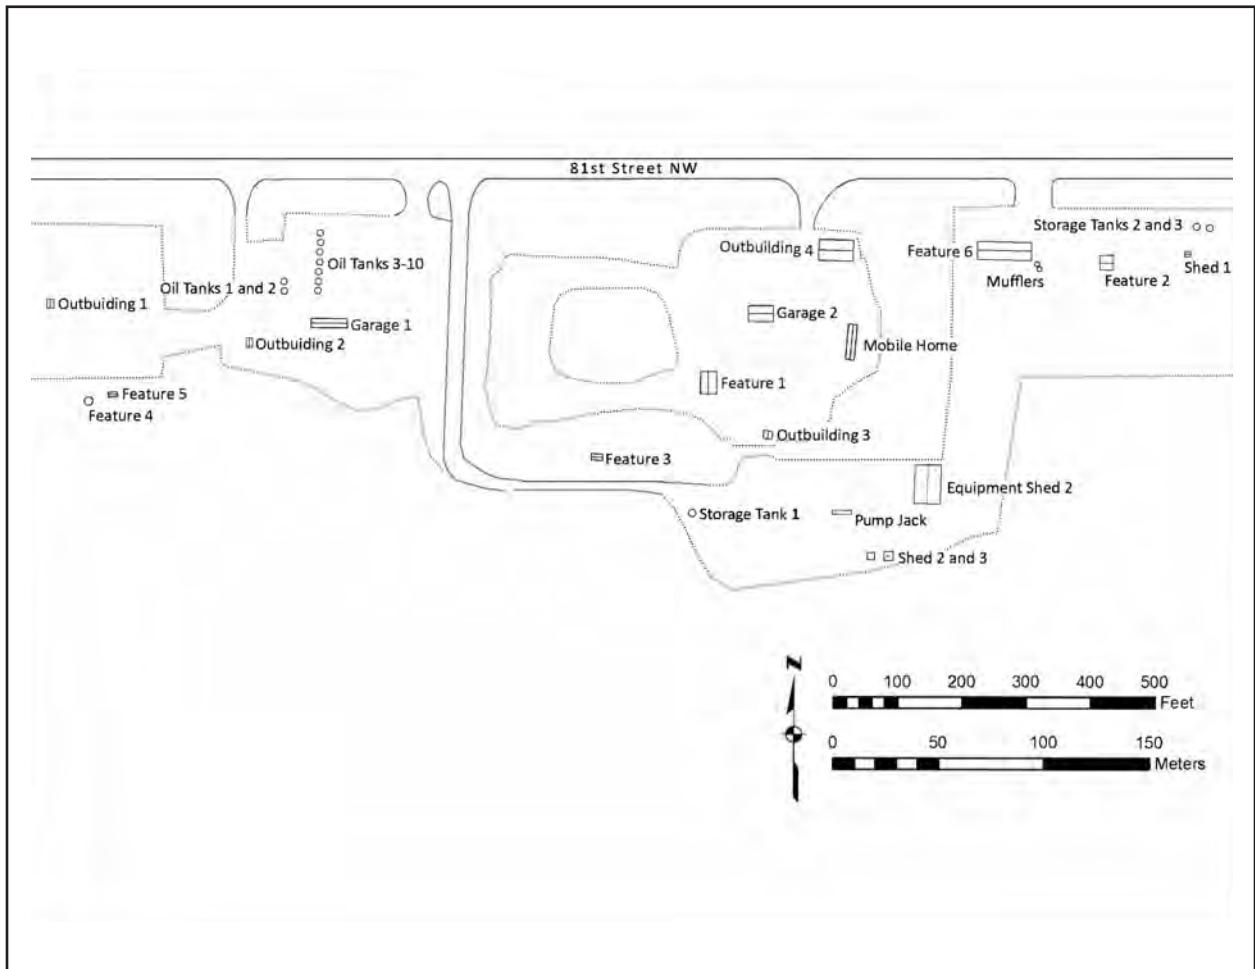 81st Street NW
Storage Tanks 2 and 3
Outbuilding 4
Feature 6
Oil Tanks 3-10
Shed 1
Mufflers
Feature 2
Oil Tanks 1 and 2
Outbuiding 1
Garage 2
Garage 1
Outbuiding 2
Mobile Home
Feature 1
Feature 5
Feature 4
Outbuilding 3
Feature 3
Equipment Shed 2
Storage Tank 1
Pump Jack
Shed 2 and 3
N
0 100 200 300 400 500
Feet
0 50 100 150
Meters